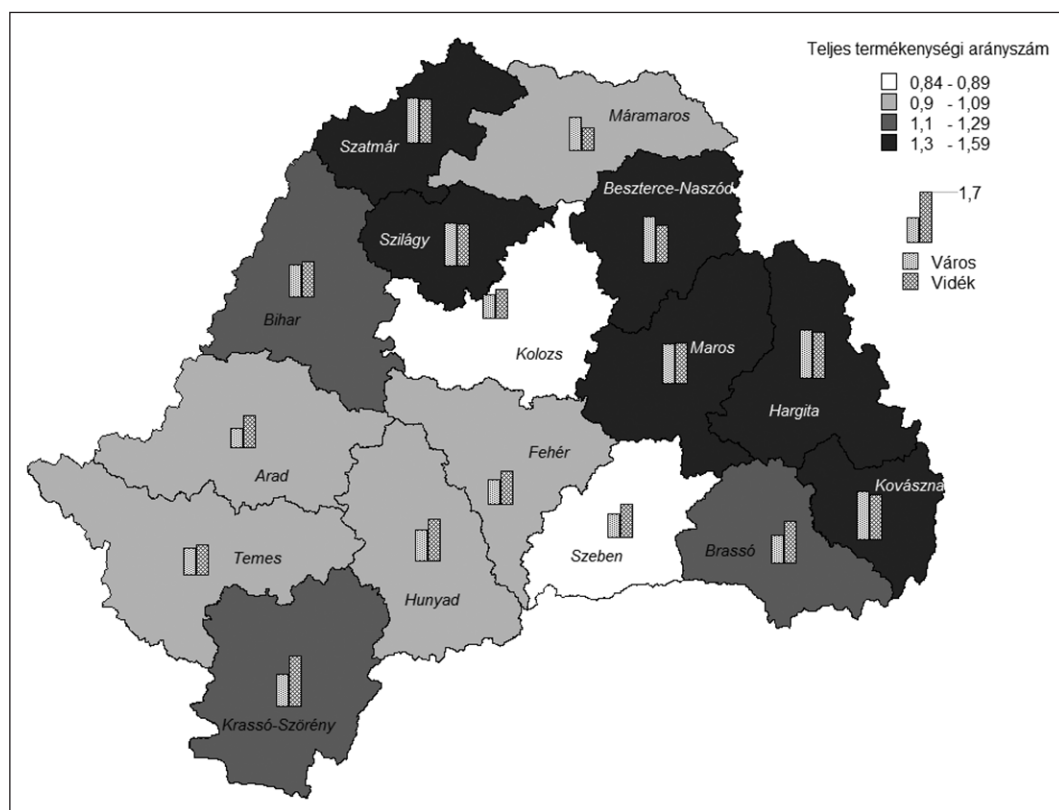 Teljes termékenységi arányszám
0,84 - 0,89
0,9 - 1,09
1,1 - 1,29
1,3 - 1,59
1,7
Város
Vidék
Máramaros
Szatmár
Beszterce-Naszód
Szilágy
Bihar
Kolozs
Maros
Hargita
Fehér
Arad
Kovászna
Temes
Szeben
Brassó
Hunyad
Krassó-Szörény